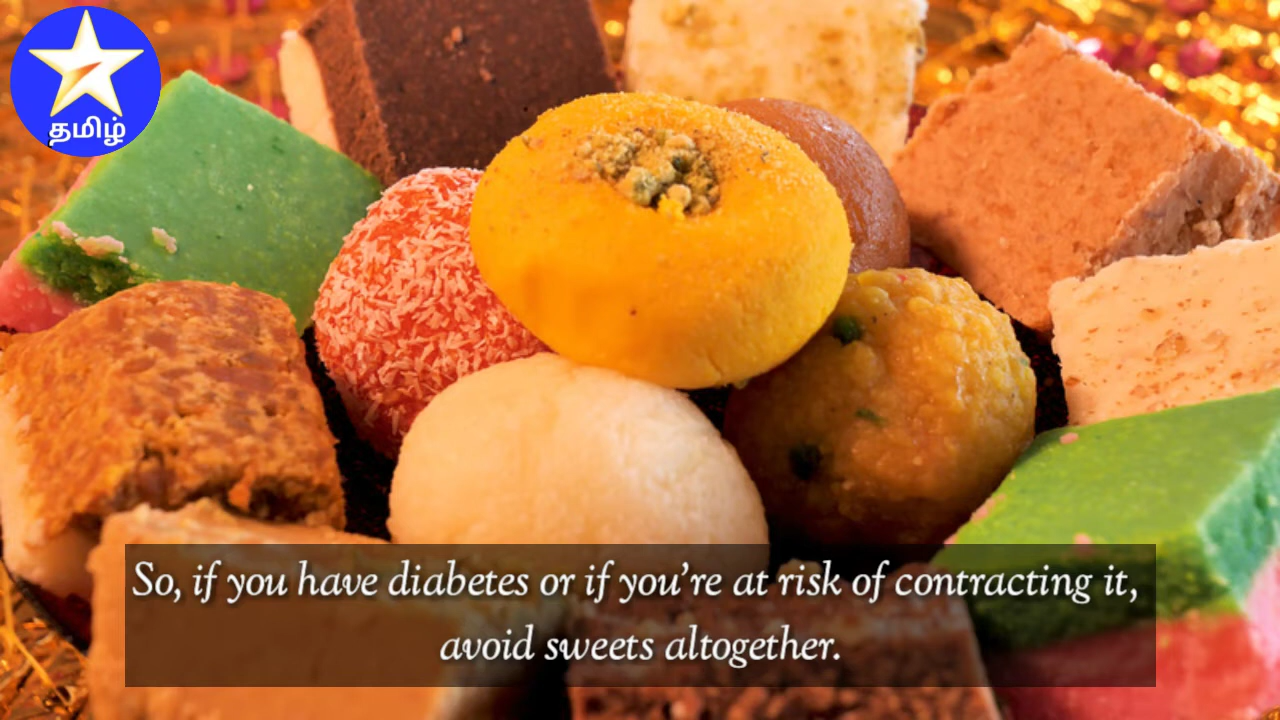 தமிழ்
So, if you have diabetes or if you're at risk of contracting it,
avoid sweets altogether.